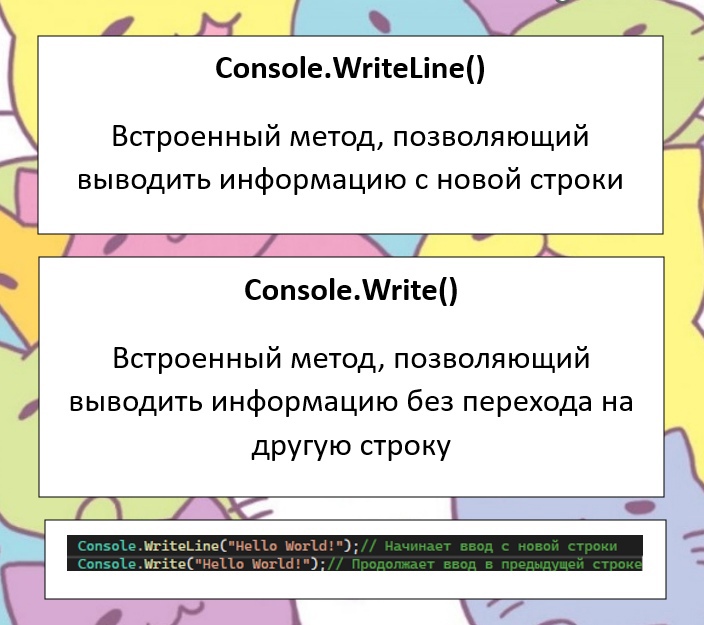 Console.WriteLine()
Встроенный метод, позволяющий
выводить информацию с новой строки
Console.Write()
Встроенный метод, позволяющий
выводить информацию без перехода на
другую строку
Console.WriteLine("Hello World!");// Начинает ввод с новой строки
Console.Write("Hello World!");// Продолжает ввод в предыдущей строке